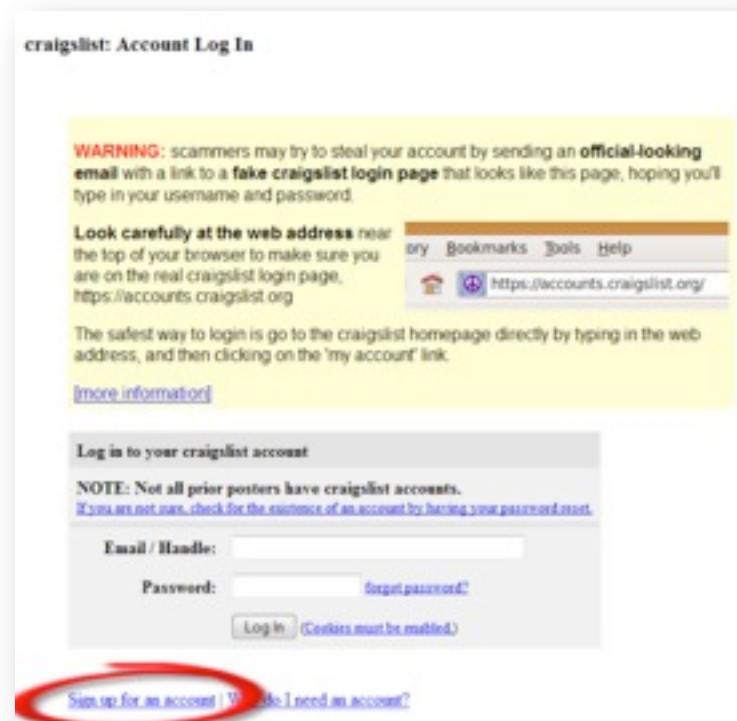 craigslist: Account Log In
WARNING: scammers may try to steal your account by sending an official-looking
email with a link to a fake craigslist login page that looks like this page, hoping you'll
type in your username and password.
Look carefully at the web address near
the top of your browser to make sure you
are on the real craigslist login page,
https://accounts.craigslist.org
ory Bookmarks Tools Help
https://accounts.craigslist.org/
The safest way to login is go to the craigslist homepage directly by typing in the web
address, and then clicking on the 'my account' link.
[more information]
Log in to your craigslist account
NOTE: Not all prior posters have craigslist accounts.
If you are not sure, check for the existence of an account by having your password reset.
Email / Handle:
Password: forgot password?
Log In (Cookies must be enabled.)
Sign up for an account | do I need an account?